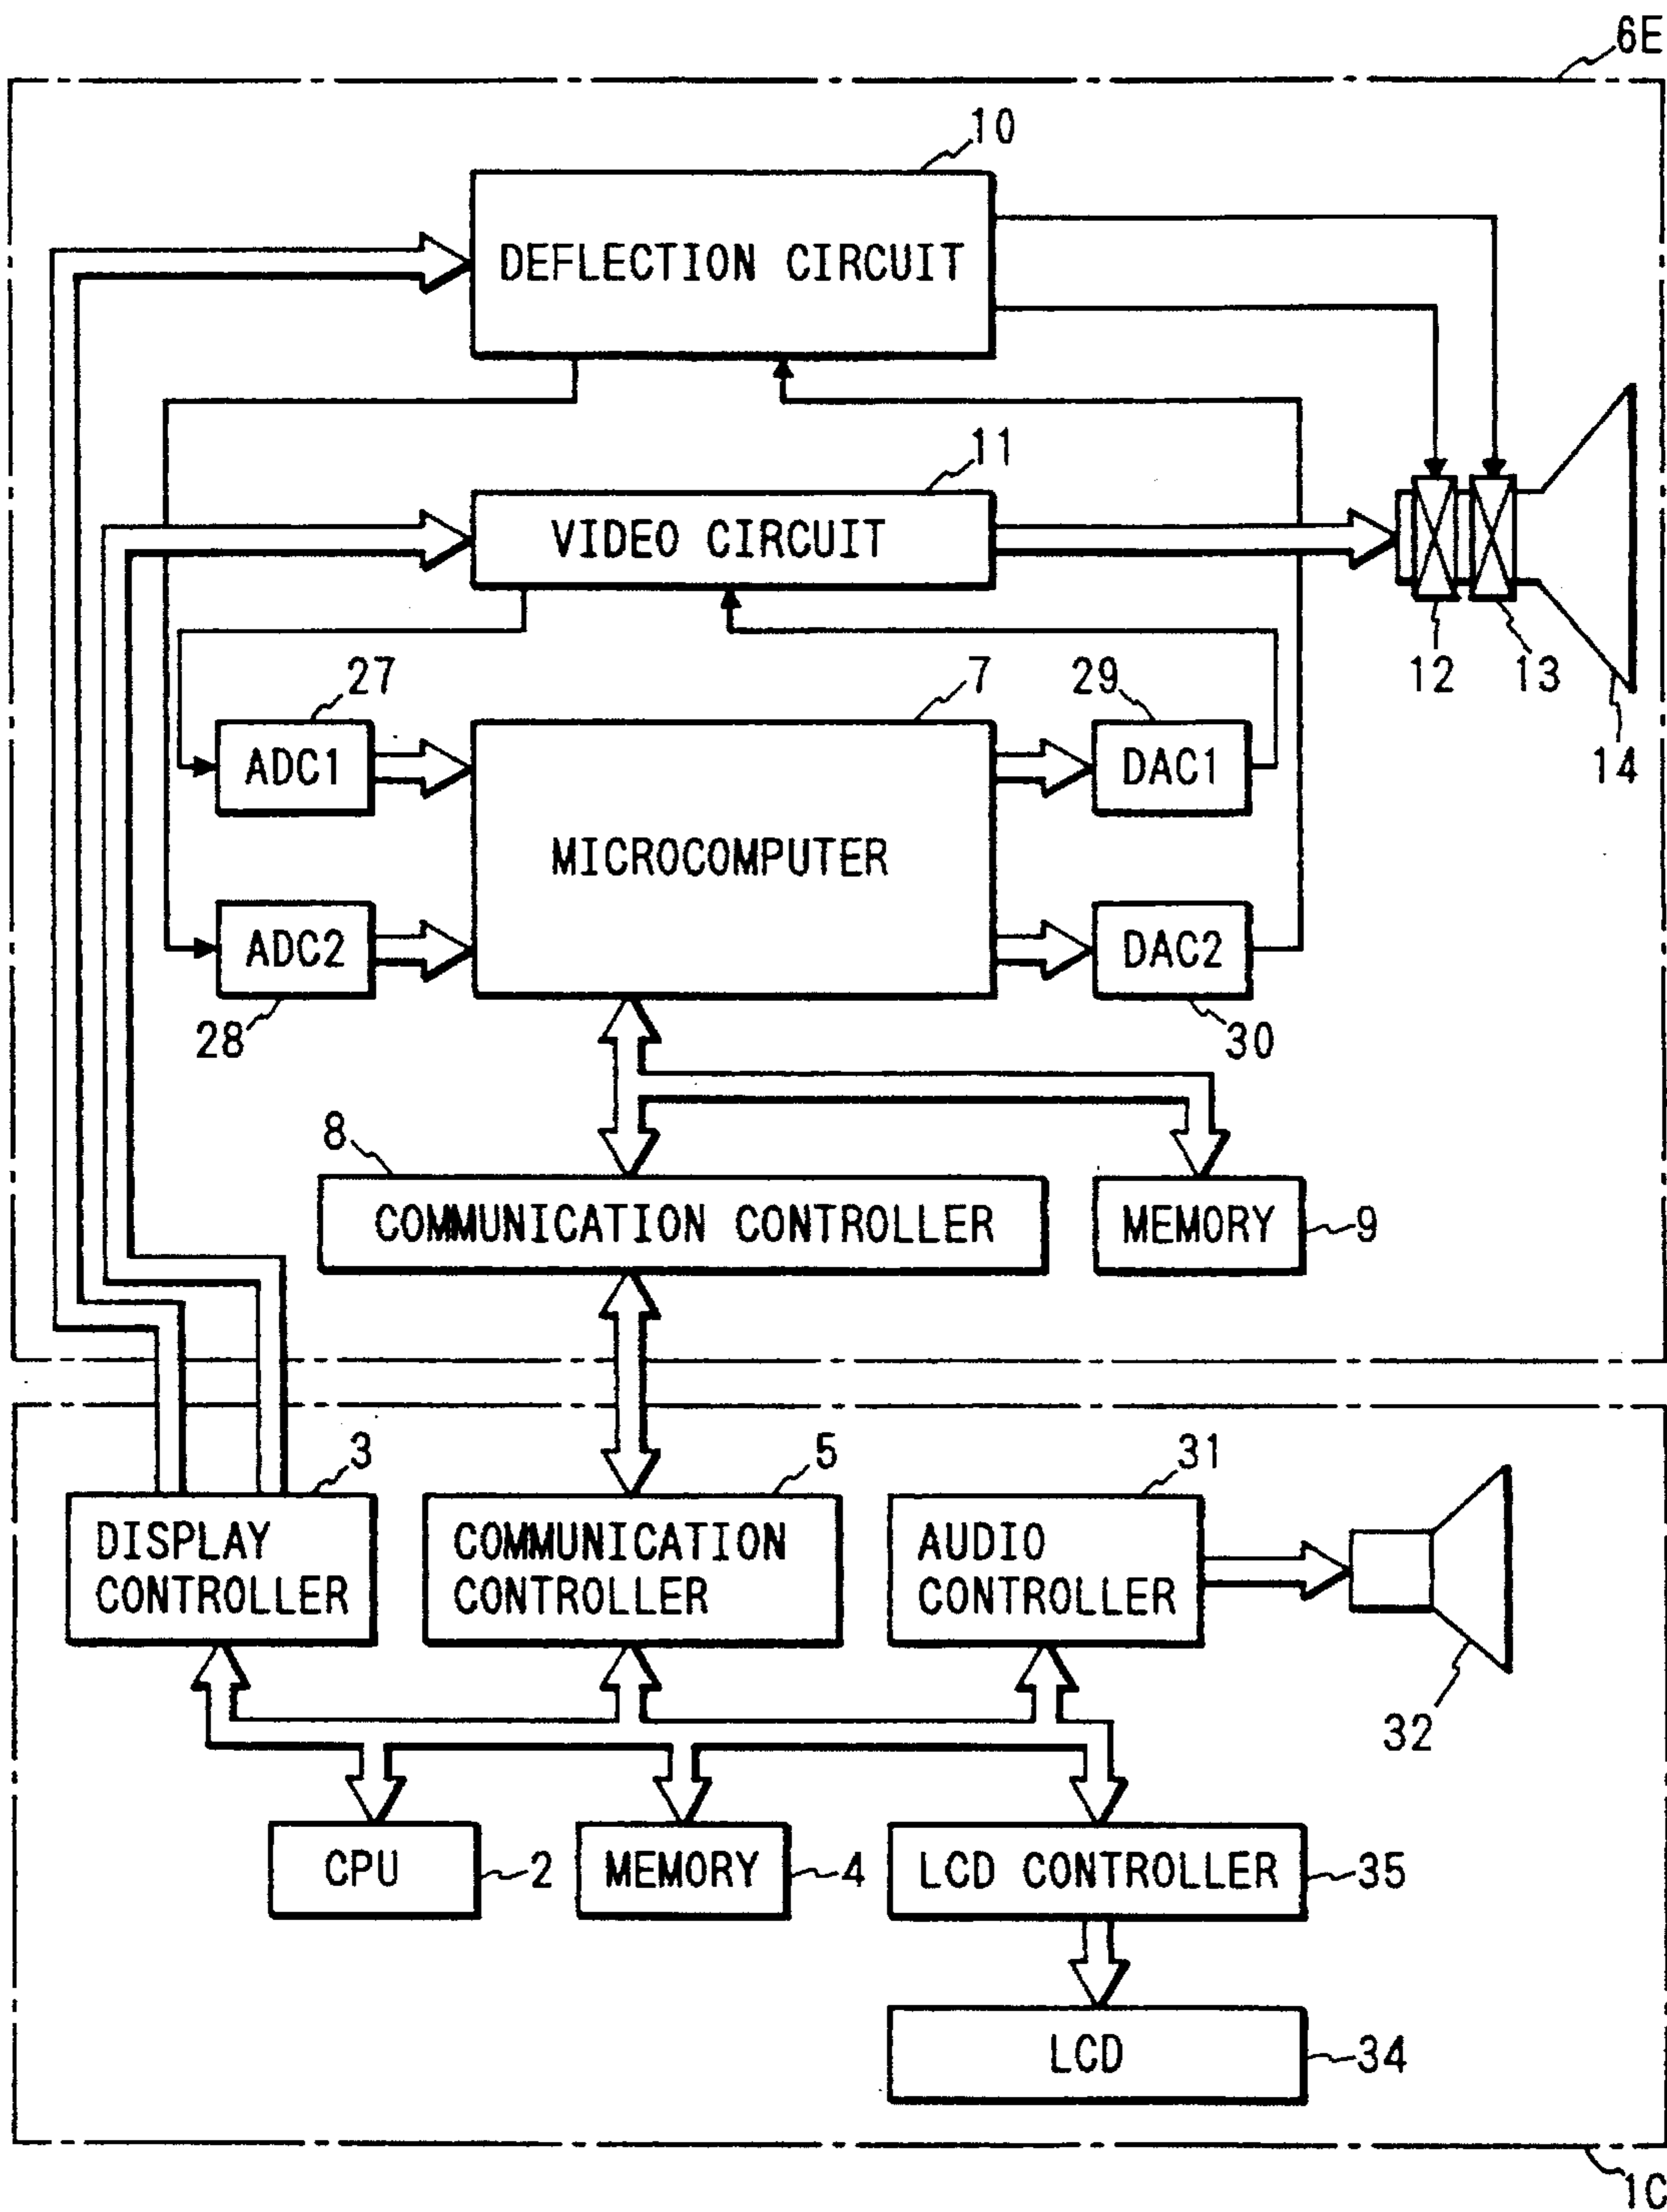 6E
10
DEFLECTION CIRCUIT
11
VIDEO CIRCUIT
12
13
14
27
7
29
ADC1
DAC1
MICROCOMPUTER
ADC2
DAC2
28
30
8
COMMUNICATION CONTROLLER
MEMORY
9
3
5
31
DISPLAY
CONTROLLER
COMMUNICATION
CONTROLLER
AUDIO
CONTROLLER
32
CPU
2
MEMORY
4
LCD CONTROLLER
35
LCD
34
1C